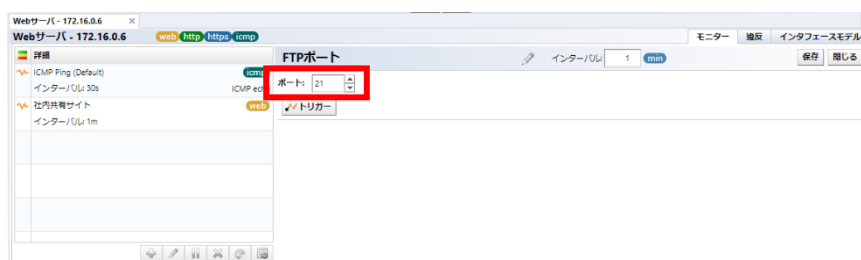 Webサーバ - 172.16.0.6 ×
Webサーバ - 172.16.0.6 web http https icmp モニター 違反 インタフェースモデル
詳細 FTPポート インターバル: 1 min 保存 閉じる
ICMP Ping (Default) icmp
インターバル: 30s ICMP echo
ポート: 21
社内共有サイト web トリガー
インターバル: 1m